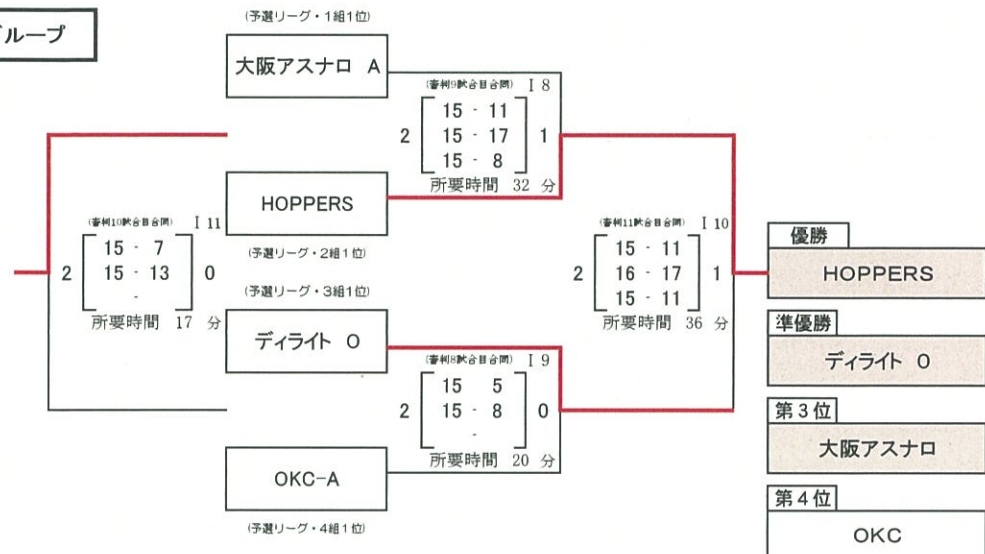 ループ
(予選リーグ・1組1位)
大阪アスナロ A
(審判9試合目合同) I 8
2 15 - 11 1
15 - 17
15 - 8
所要時間 32 分
HOPPERS
(予選リーグ・2組1位)
(審判10試合目合同) I 11
2 15 - 7 0
15 - 13
-
所要時間 17 分
(審判11試合目合同) I 10
2 15 - 11 1
16 - 17
15 - 11
所要時間 36 分
(予選リーグ・3組1位)
ディライト O
(審判8試合目合同) I 9
2 15 5 0
15 - 8
-
所要時間 20 分
OKC-A
(予選リーグ・4組1位)
優勝
HOPPERS
準優勝
ディライト O
第3位
大阪アスナロ
第4位
OKC